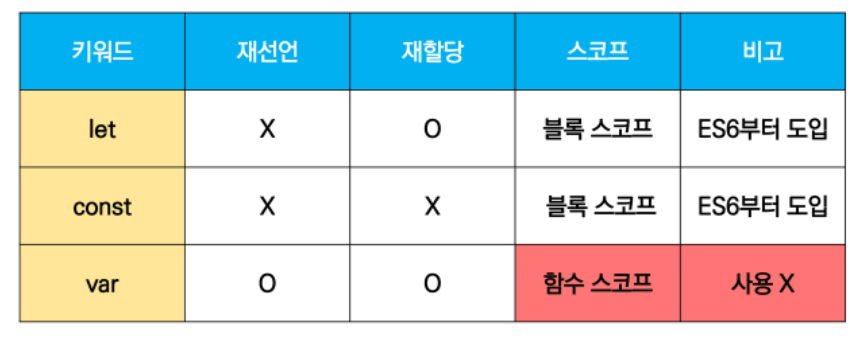 키워드 재선언 재할당 스코프 비고
let X O 블록 스코프 ES6부터 도입
const X X 블록 스코프 ES6부터 도입
var O O 함수 스코프 사용 X